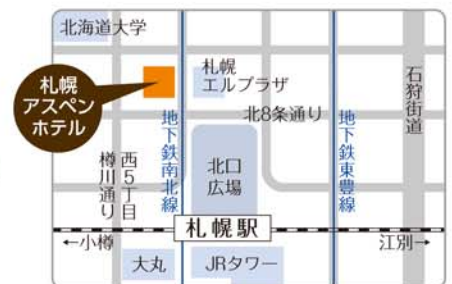 北海道大学
札幌
アスペン
ホテル
札幌
エルプラザ
石狩街道
北8条通り
地下鉄南北線
地下鉄東豊線
西5丁目
樽川通り
北口
広場
札幌駅
←小樽
江別→
大丸
JRタワー